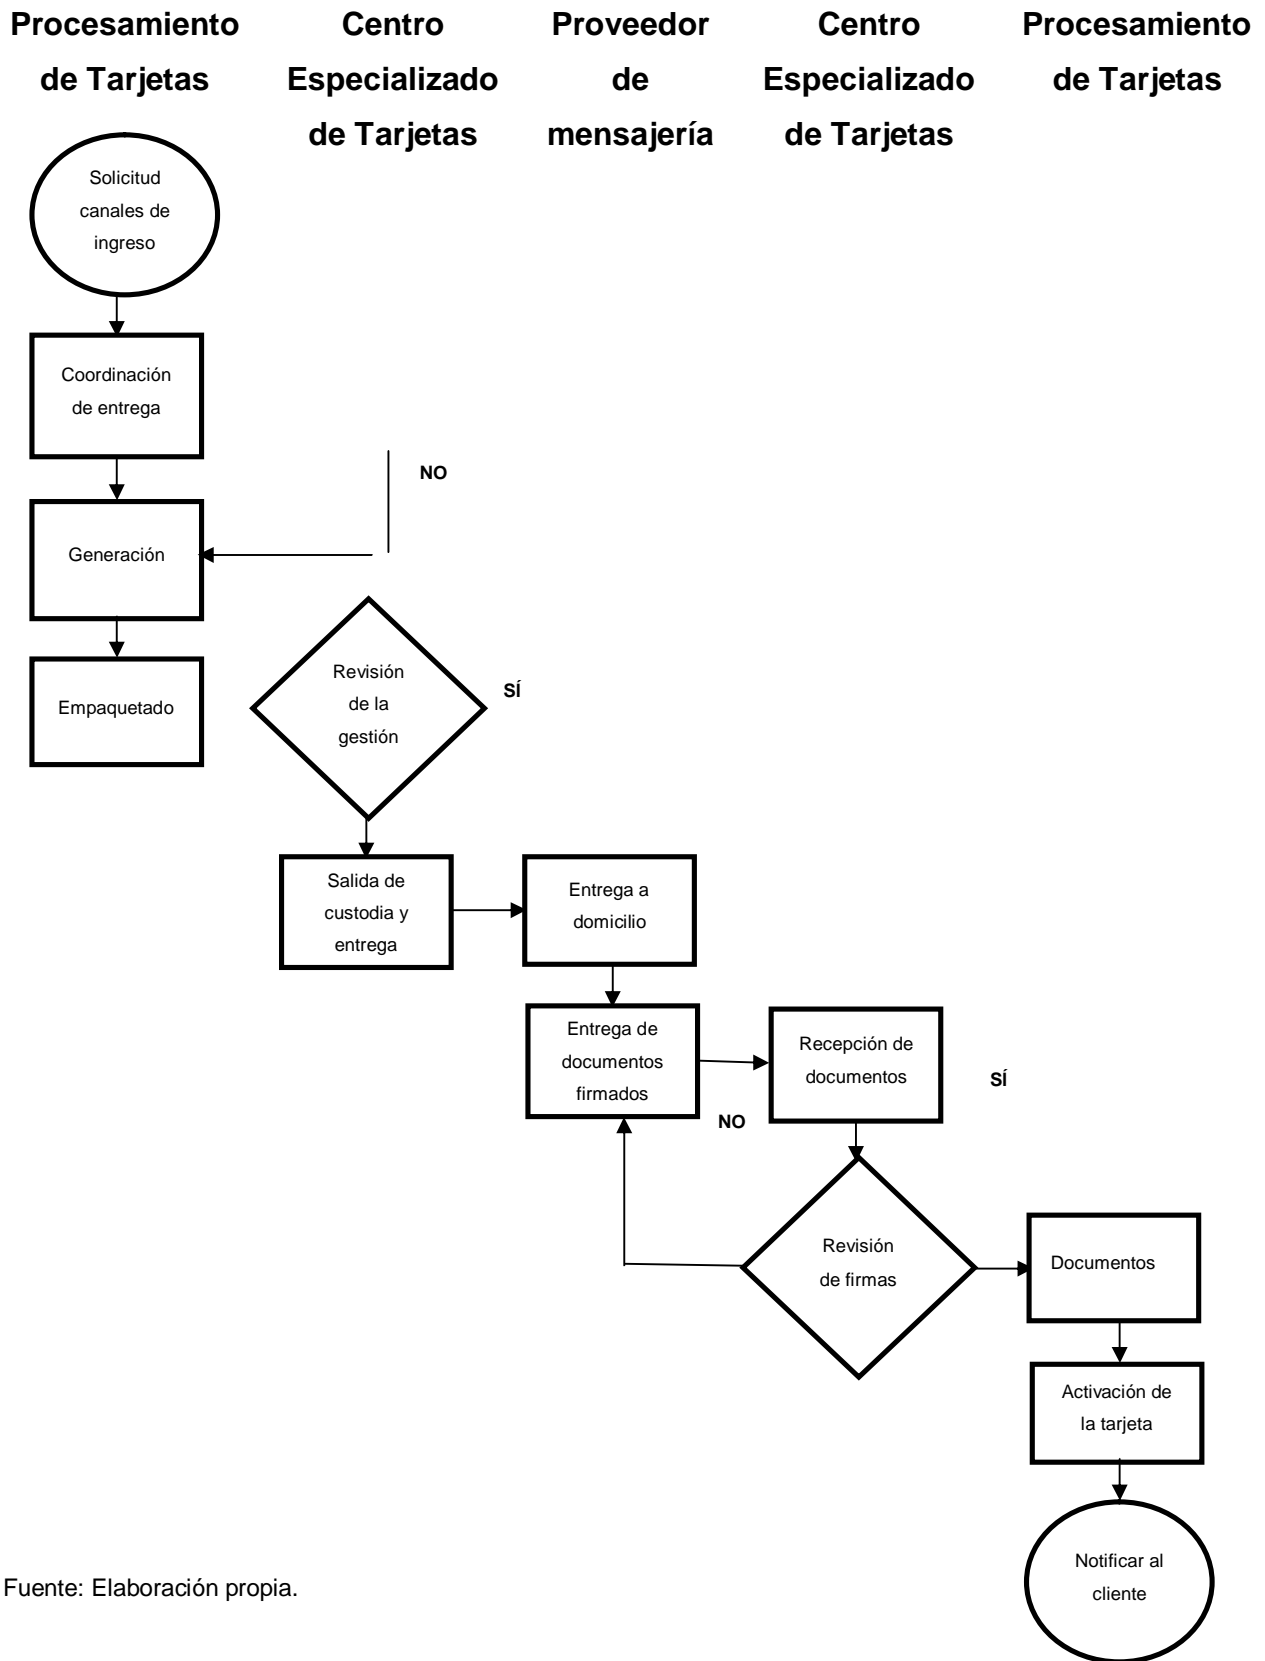 Procesamiento
de Tarjetas
Centro
Especializado
de Tarjetas
Proveedor
de
mensajería
Centro
Especializado
de Tarjetas
Procesamiento
de Tarjetas
Solicitud
canales de
ingreso
Coordinación
de entrega
NO
Generación
Empaquetado
Revisión
de la
gestión
SÍ
Salida de
custodia y
entrega
Entrega a
domicilio
Entrega de
documentos
firmados
Recepción de
documentos
SÍ
NO
Revisión
de firmas
Documentos
Activación de
la tarjeta
Notificar al
cliente
Fuente: Elaboración propia.